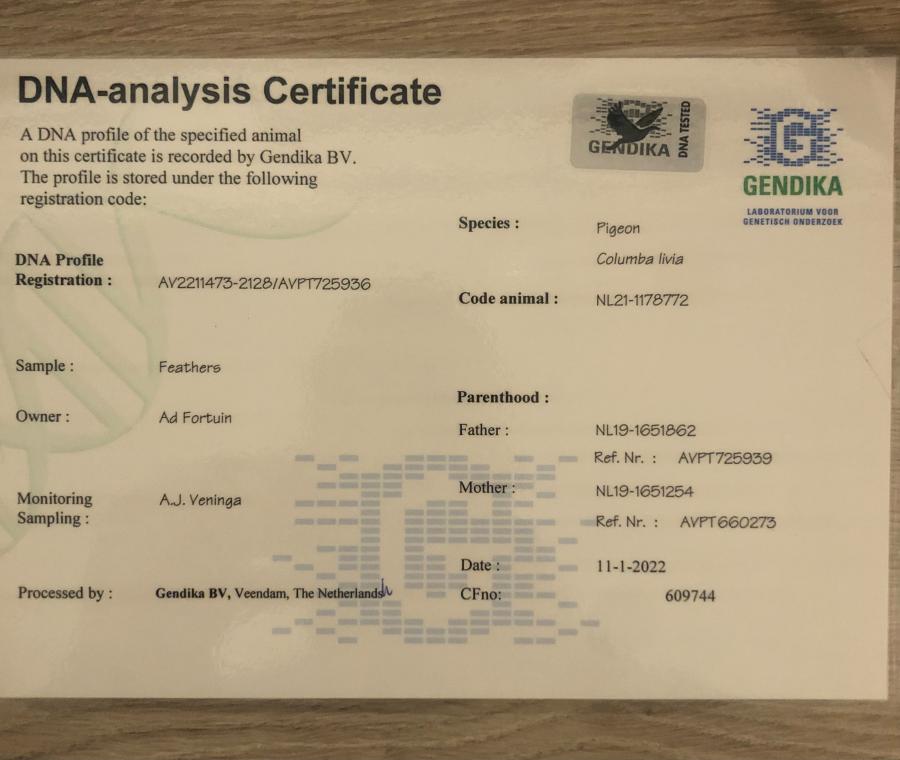 DNA-analysis Certificate
A DNA profile of the specified animal
on this certificate is recorded by Gendika BV.
The profile is stored under the following
registration code:
GENDIKA
DNA TESTED
GENDIKA
LABORATORIUM VOOR
GENETISCH ONDERZOEK
DNA Profile
Registration : AV2211473-2128/AVPT725936
Sample : Feathers
Owner : Ad Fortuin
Monitoring
Sampling : A.J. Veninga
Processed by : Gendika BV, Veendam, The Netherlands
Species : Pigeon
Columba livia
Code animal : NL21-1178772
Parenthood :
Father : NL19-1651862
Ref. Nr. : AVPT725939
Mother : NL19-1651254
Ref. Nr. : AVPT660273
Date : 11-1-2022
CFno: 609744